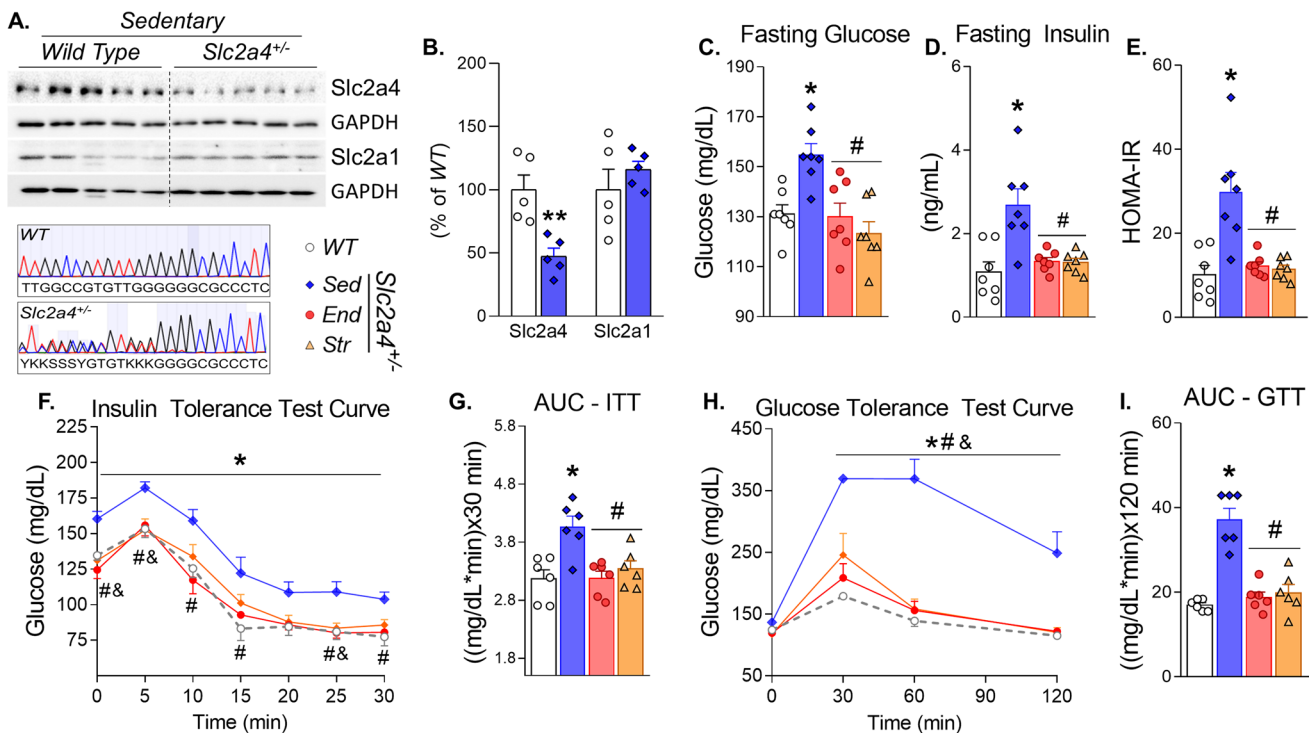 A.
Sedentary
Wild Type
Slc2a4+/-
Slc2a4
GAPDH
Slc2a1
GAPDH
WT
TTGGCCGTGTTGGGGGGGCGCCCTC
Slc2a4+/-
YKKSSSYGTGTKKKGGGGCGCCCTC
WT
Sed
End
Str
Slc2a4+/-
B.
(% of WT)
200
150
100
50
0
**
Slc2a4
Slc2a1
C.
Fasting Glucose
Glucose (mg/dL)
190
170
150
130
110
90
*
#
D.
Fasting Insulin
(ng/mL)
6
4
2
0
*
#
E.
HOMA-IR
60
40
20
0
*
#
F.
Insulin Tolerance Test Curve
Glucose (mg/dL)
225
200
175
150
125
100
75
*
#&
#&
#
#
#&
#
0 5 10 15 20 25 30
Time (min)
G.
AUC - ITT
((mg/dL*min)x30 min)
5.8
4.8
3.8
2.8
1.8
*
#
H.
Glucose Tolerance Test Curve
Glucose (mg/dL)
450
350
250
150
50
*#&
0 30 60 90 120
Time (min)
I.
AUC - GTT
((mg/dL*min)x120 min)
60
40
20
0
*
#